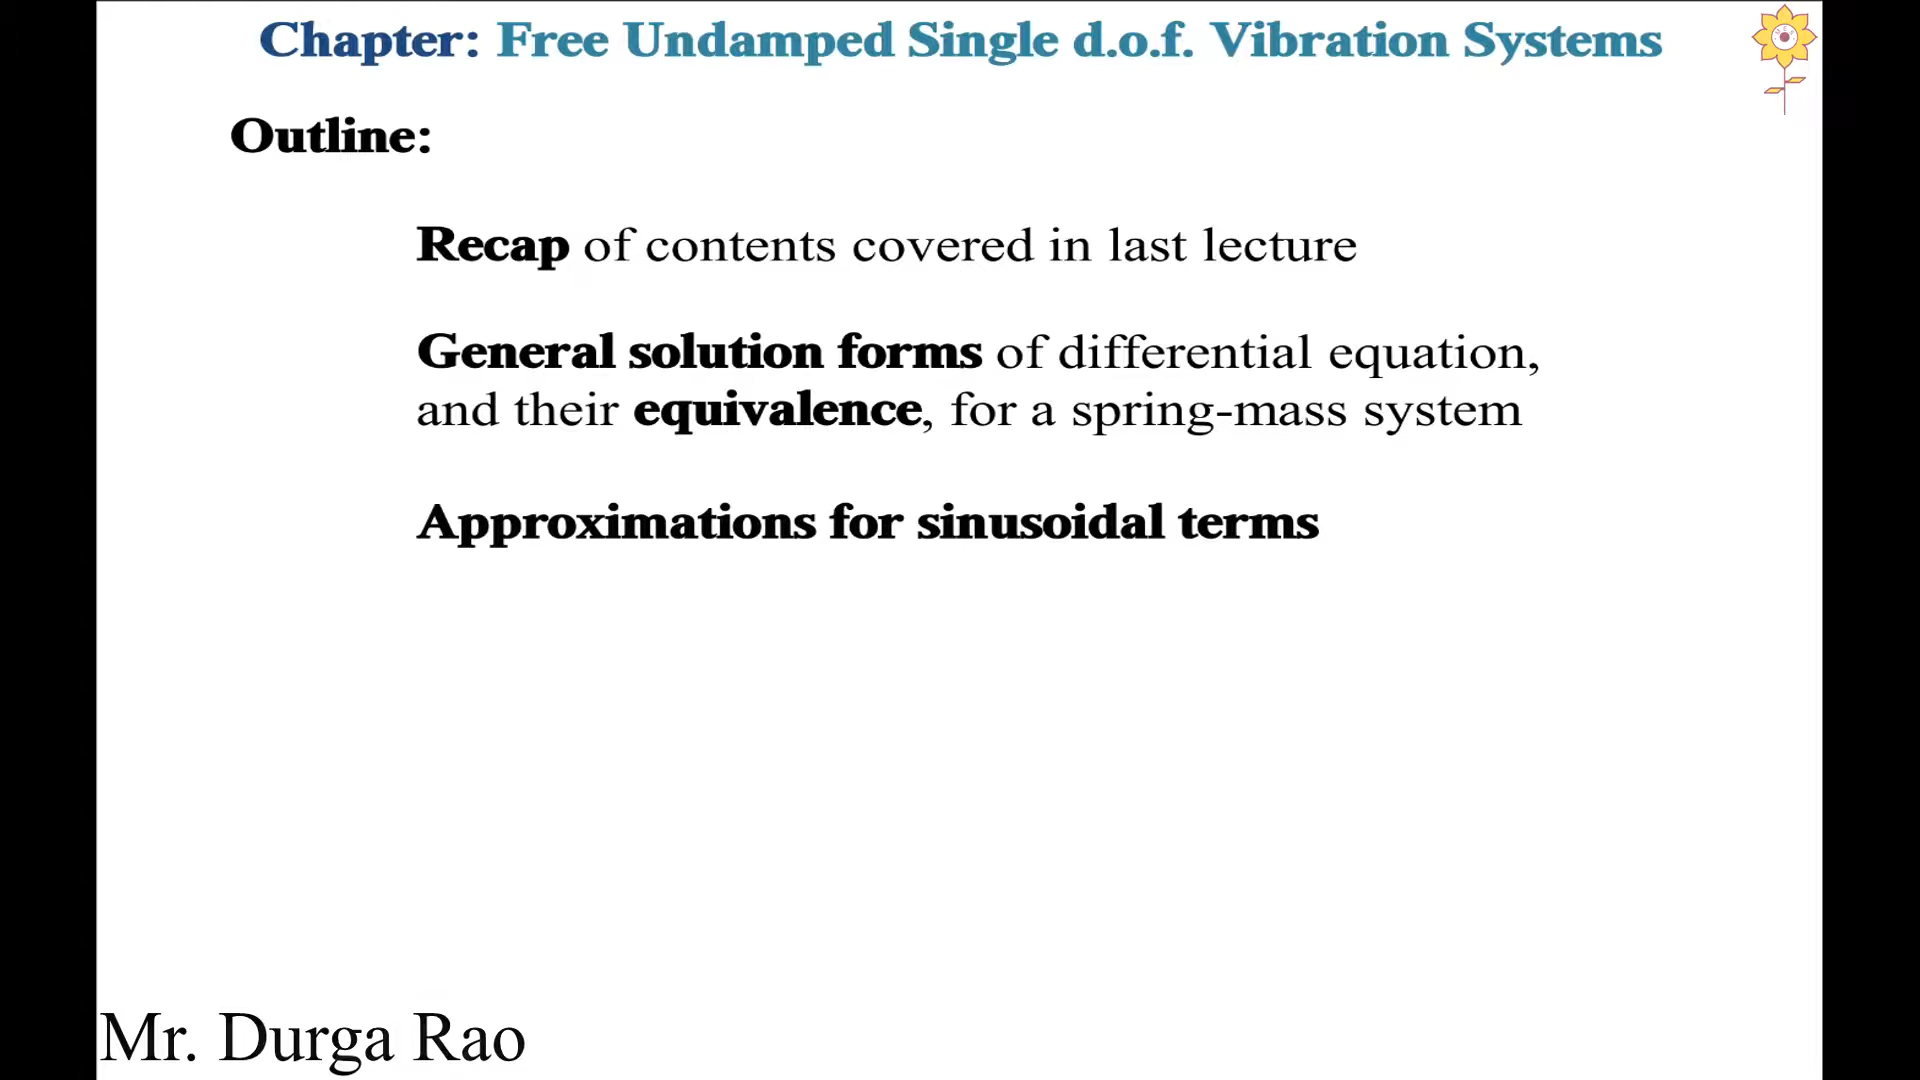 Chapter: Free Undamped Single d.o.f. Vibration Systems
Outline:
Recap of contents covered in last lecture
General solution forms of differential equation,
and their equivalence, for a spring-mass system
Approximations for sinusoidal terms
Mr. Durga Rao